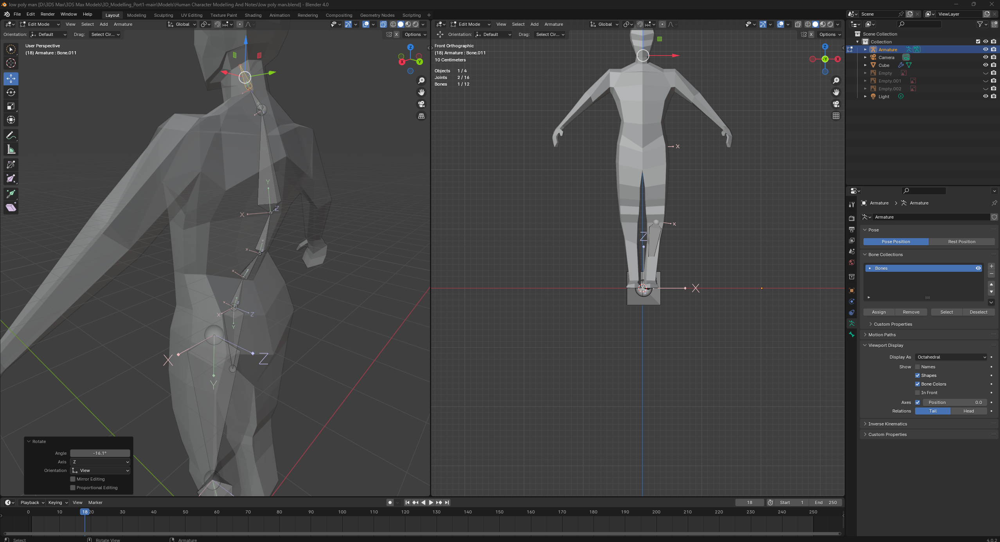 low poly man [D:\3DS Max\3DS Max Models\3D_Modelling_Port1-main\Models\Human Character Modelling And Notes\low poly man.blend] - Blender 4.0
File Edit Render Window Help Layout Modeling Sculpting UV Editing Texture Paint Shading Animation Rendering Compositing Geometry Nodes Scripting + Scene ViewLayer
Edit Mode View Select Add Armature Global
Orientation: Default Drag: Select Cir... X Options
User Perspective
(18) Armature : Bone.011
Z
X Y
Y
X Z
Y
X
X Y
X Y
X Z
Y
X Z
Y
Rotate
Angle -16.1°
Axis Z
Orientation View
Mirror Editing
Proportional Editing
Edit Mode View Select Add Armature Global
Orientation: Default Drag: Select Cir... X Options
Front Orthographic
(18) Armature : Bone.011
10 Centimeters
Objects 1 / 4
Joints 2 / 16
Bones 1 / 12
Z
-Y X
X
X
Z
X
Scene Collection
Collection
Armature
Camera
Cube
Empty
Empty.001
Empty.002
Light
Armature > Armature
Armature
Pose
Pose Position Rest Position
Bone Collections
Bones
Assign Remove Select Deselect
Custom Properties
Motion Paths
Viewport Display
Display As Octahedral
Show Names
Shapes
Bone Colors
In Front
Axes Position 0.0
Relations Tail Head
Inverse Kinematics
Custom Properties
Playback Keying View Marker 18 Start 1 End 250
0 10 18 20 30 40 50 60 70 80 90 100 110 120 130 140 150 160 170 180 190 200 210 220 230 240 250
Select Rotate View Armature 4.0.2